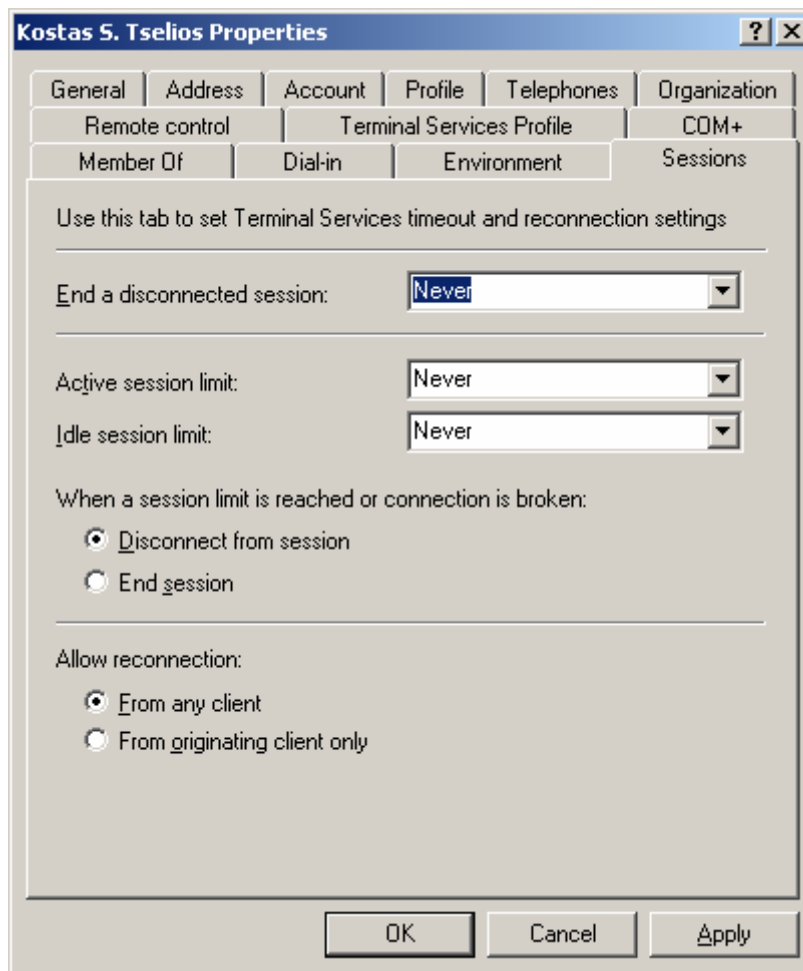 Kostas S. Tselios Properties
General Address Account Profile Telephones Organization
Remote control Terminal Services Profile COM+
Member Of Dial-in Environment Sessions
Use this tab to set Terminal Services timeout and reconnection settings
End a disconnected session: Never
Active session limit: Never
Idle session limit: Never
When a session limit is reached or connection is broken:
Disconnect from session
End session
Allow reconnection:
From any client
From originating client only
OK Cancel Apply